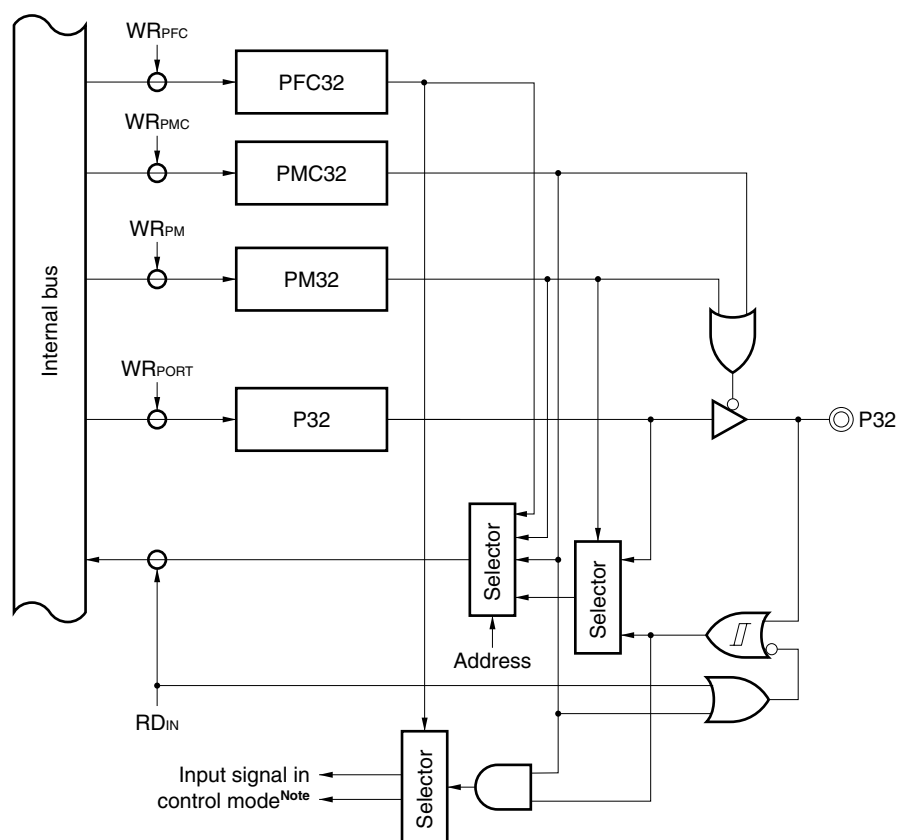 WRPFC
PFC32
WRPMC
PMC32
WRPM
PM32
Internal bus
WRPORT
P32
P32
Selector
Selector
Address
RDIN
Selector
Input signal in
control modeNote